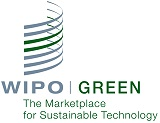 WIPO | GREEN
The Marketplace
for Sustainable Technology